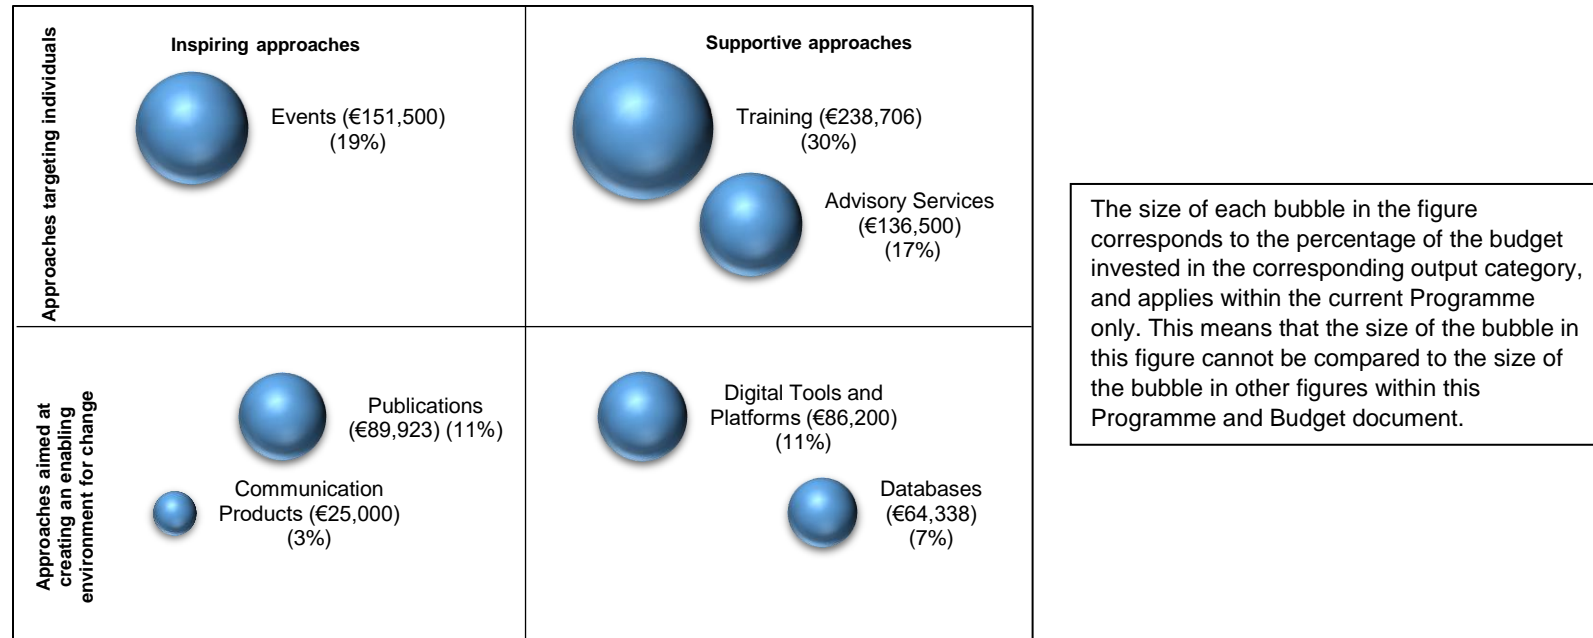 Inspiring approaches
Supportive approaches
Approaches targeting individuals
Events (€151,500)
(19%)
Training (€238,706)
(30%)
Advisory Services
(€136,500)
(17%)
Approaches aimed at
creating an enabling
environment for change
Publications
(€89,923) (11%)
Communication
Products (€25,000)
(3%)
Digital Tools and
Platforms (€86,200)
(11%)
Databases
(€64,338)
(7%)
The size of each bubble in the figure
corresponds to the percentage of the budget
invested in the corresponding output category,
and applies within the current Programme
only. This means that the size of the bubble in
this figure cannot be compared to the size of
the bubble in other figures within this
Programme and Budget document.